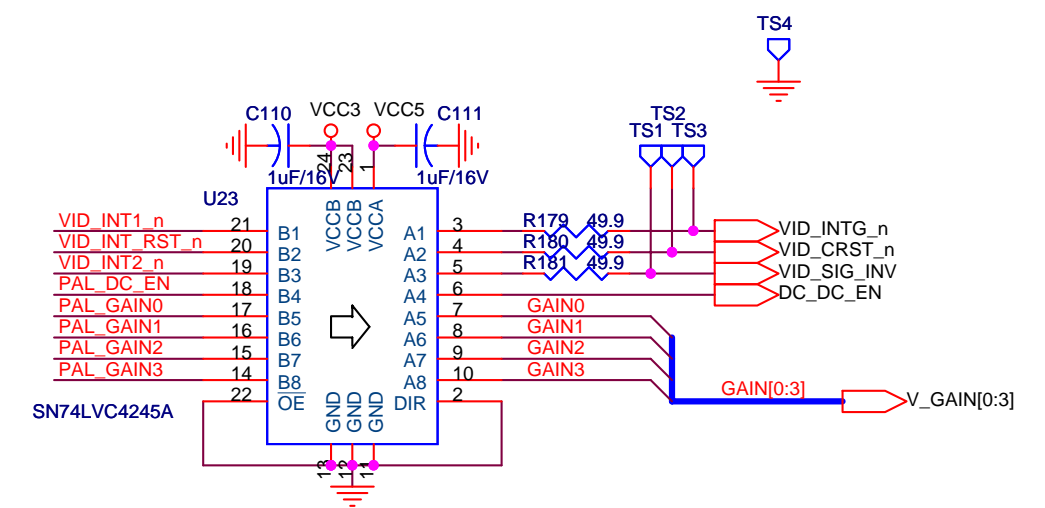 TS4
TS2
TS1 TS3
C110 VCC3 VCC5 C111
24 23 1
1uF/16V 1uF/16V
U23
VCCB VCCB VCCA
VID_INT1_n 21 B1 A1 3 R179 49.9 VID_INTG_n
VID_INT_RST_n 20 B2 A2 4 R180 49.9 VID_CRST_n
VID_INT2_n 19 B3 A3 5 R181 49.9 VID_SIG_INV
PAL_DC_EN 18 B4 A4 6 DC_DC_EN
PAL_GAIN0 17 B5 A5 7 GAIN0
PAL_GAIN1 16 B6 A6 8 GAIN1
PAL_GAIN2 15 B7 A7 9 GAIN2
PAL_GAIN3 14 B8 A8 10 GAIN3
22 OE DIR 2
GAIN[0:3] V_GAIN[0:3]
SN74LVC4245A
GND GND GND
13 12 11